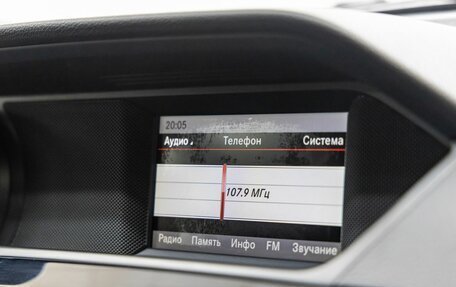 20:05
Аудио Телефон Система
107.9 МГц
Радио Память Инфо FM Звучание